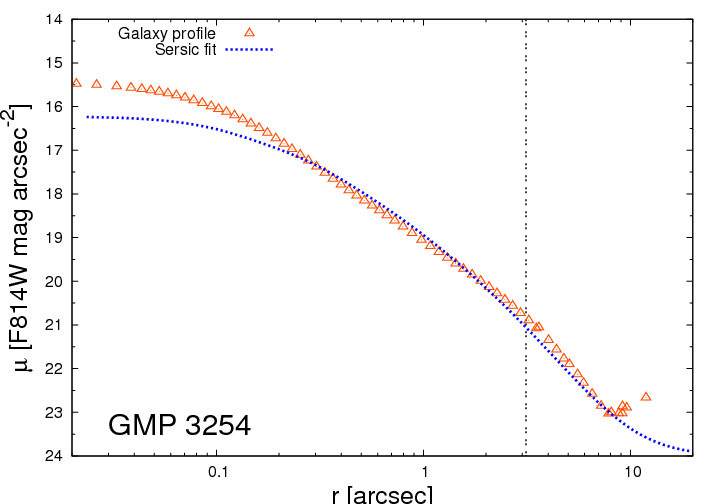 Galaxy profile
Sersic fit
14
15
16
17
18
19
20
21
22
23
24
μ [F814W mag arcsec-2]
GMP 3254
0.1
1
10
r [arcsec]